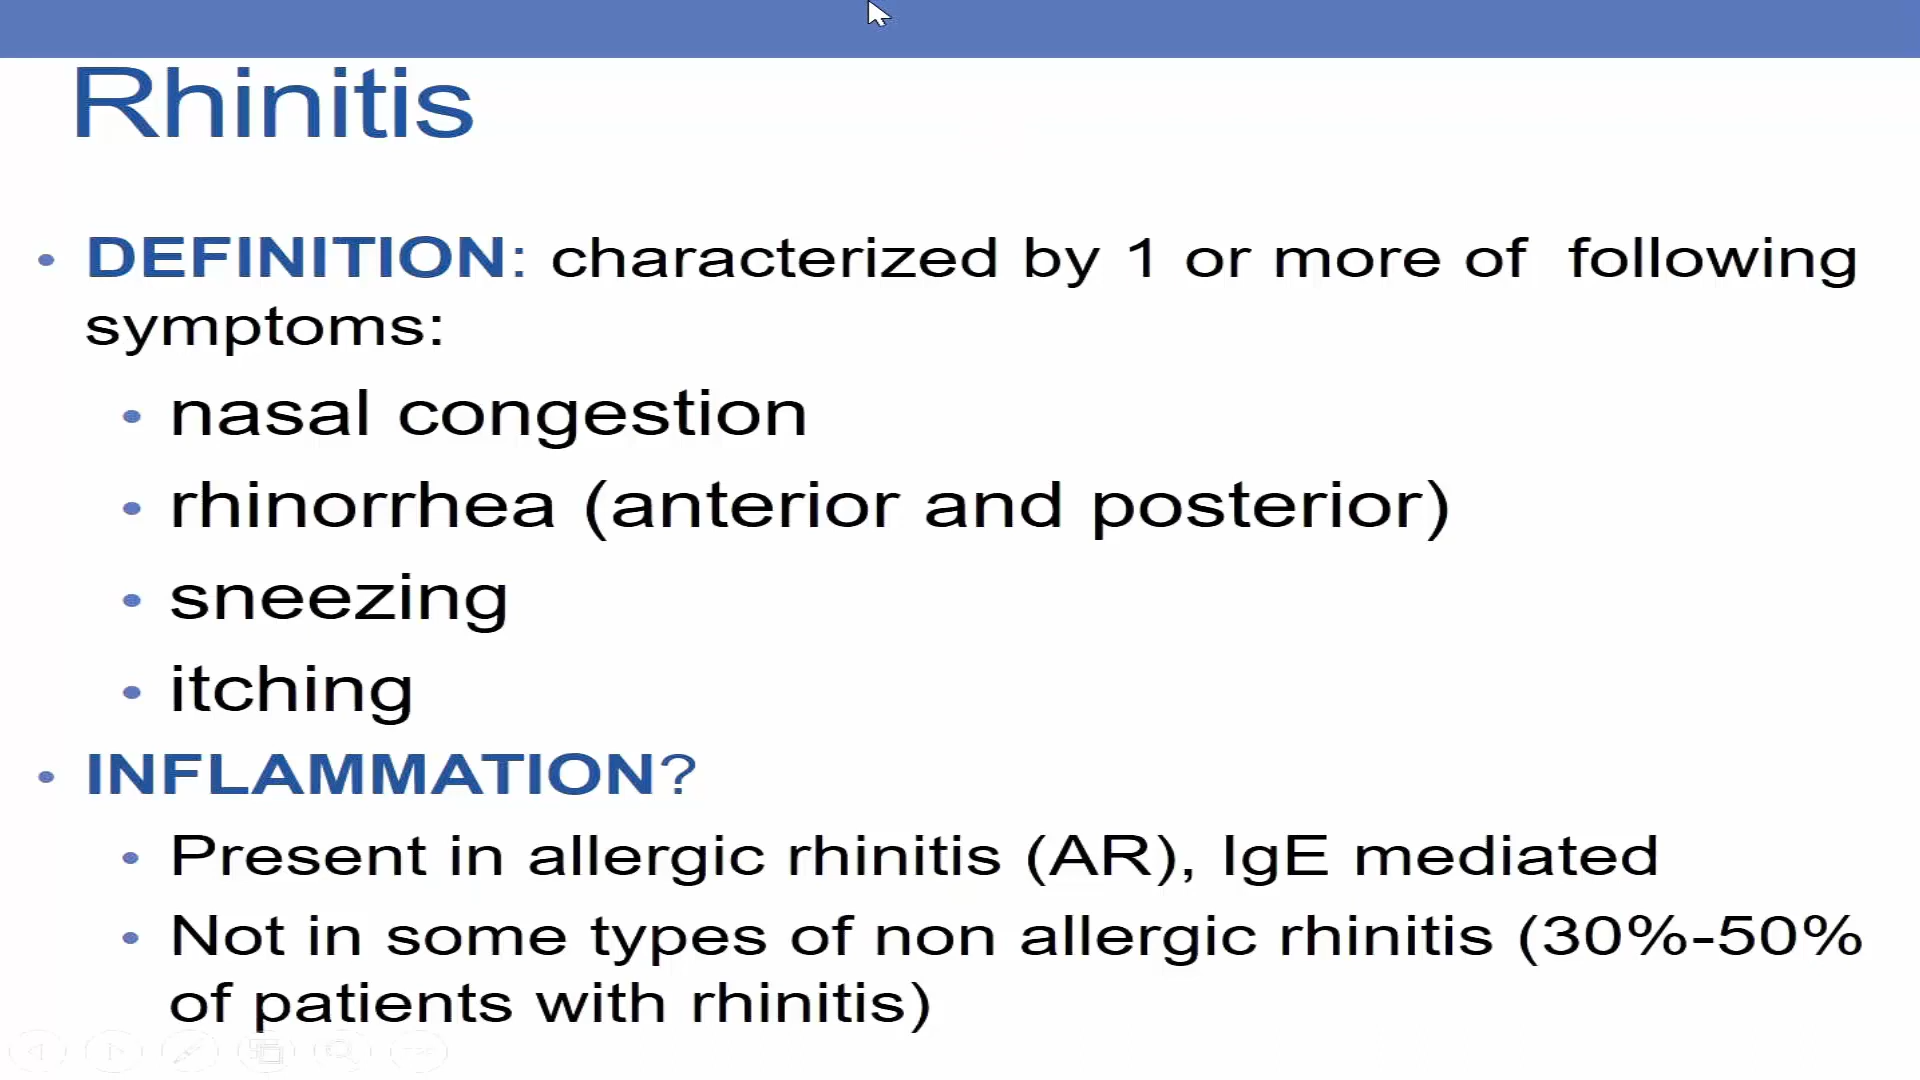 Rhinitis
• DEFINITION: characterized by 1 or more of  following
symptoms:
• nasal congestion
• rhinorrhea (anterior and posterior)
• sneezing
• itching
• INFLAMMATION?
• Present in allergic rhinitis (AR), IgE mediated
• Not in some types of non allergic rhinitis (30%-50%
of patients with rhinitis)